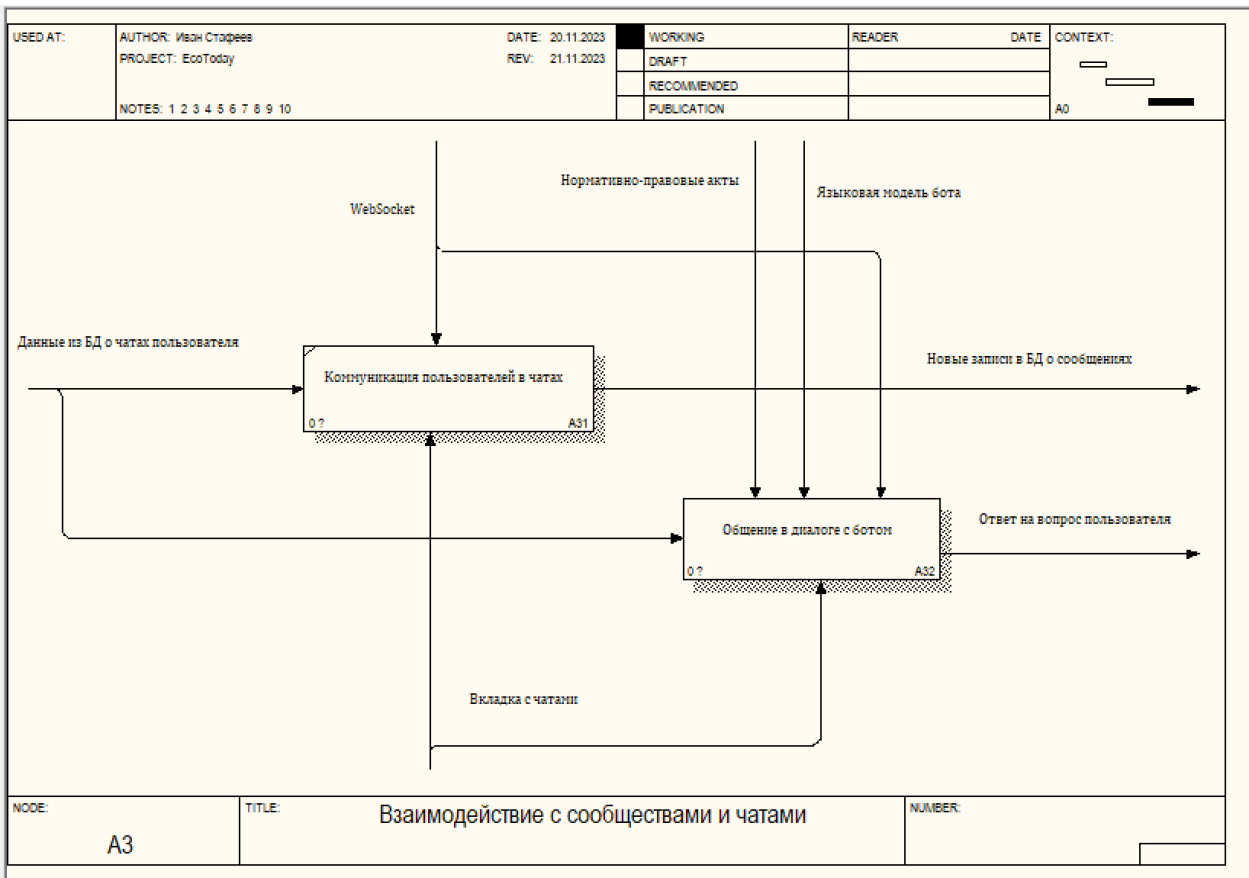 USED AT:
AUTHOR: Иван Стафеев
DATE: 20.11.2023
PROJECT: EcoToday
REV: 21.11.2023
NOTES: 1 2 3 4 5 6 7 8 9 10
WORKING
DRAFT
RECOMMENDED
PUBLICATION
READER DATE
CONTEXT:
A0
Нормативно-правовые акты
Языковая модель бота
WebSocket
Данные из БД о чатах пользователя
Коммуникация пользователей в чатах
0 ? A31
Новые записи в БД о сообщениях
Общение в диалоге с ботом
0 ? A32
Ответ на вопрос пользователя
Вкладка с чатами
NODE:
A3
TITLE:
Взаимодействие с сообществами и чатами
NUMBER: